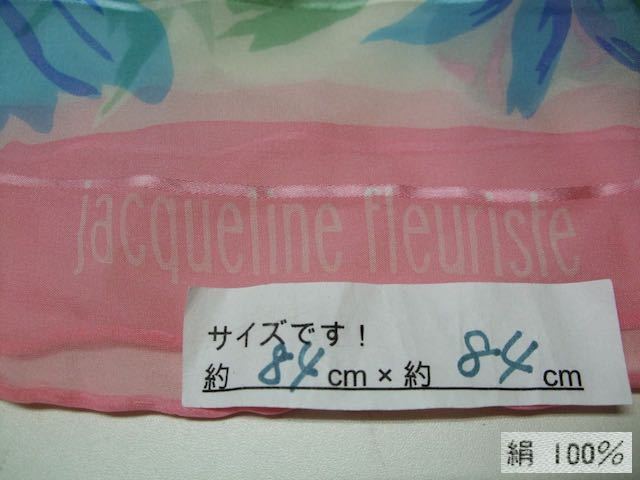 jacqueline fleuriste
サイズです！
約 84 cm × 約 84 cm
絹 100%